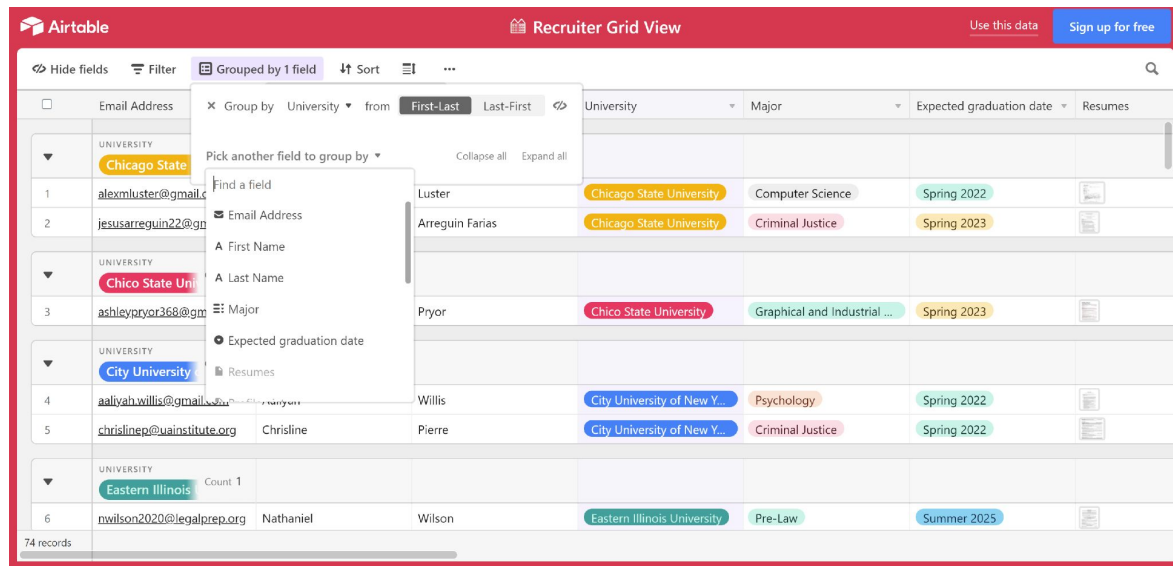 Airtable
Recruiter Grid View
Use this data
Sign up for free
Hide fields Filter Grouped by 1 field Sort ...
Email Address University Major Expected graduation date Resumes
× Group by University from First-Last Last-First
Pick another field to group by Collapse all Expand all
Find a field
Email Address
First Name
Last Name
Major
Expected graduation date
Resumes
UNIVERSITY
Chicago State
1 alexmluster@gmail.c Luster Chicago State University Computer Science Spring 2022
2 jesusarreguin22@gm Arreguin Farias Chicago State University Criminal Justice Spring 2023
UNIVERSITY
Chico State Uni
3 ashleypryor368@gm Pryor Chico State University Graphical and Industrial ... Spring 2023
UNIVERSITY
City University
4 aaliyah.willis@gmail.com Willis City University of New Y... Psychology Spring 2022
5 chrislinep@uainstitute.org Chrisline Pierre City University of New Y... Criminal Justice Spring 2022
UNIVERSITY
Eastern Illinois Count 1
6 nwilson2020@legalprep.org Nathaniel Wilson Eastern Illinois University Pre-Law Summer 2025
74 records